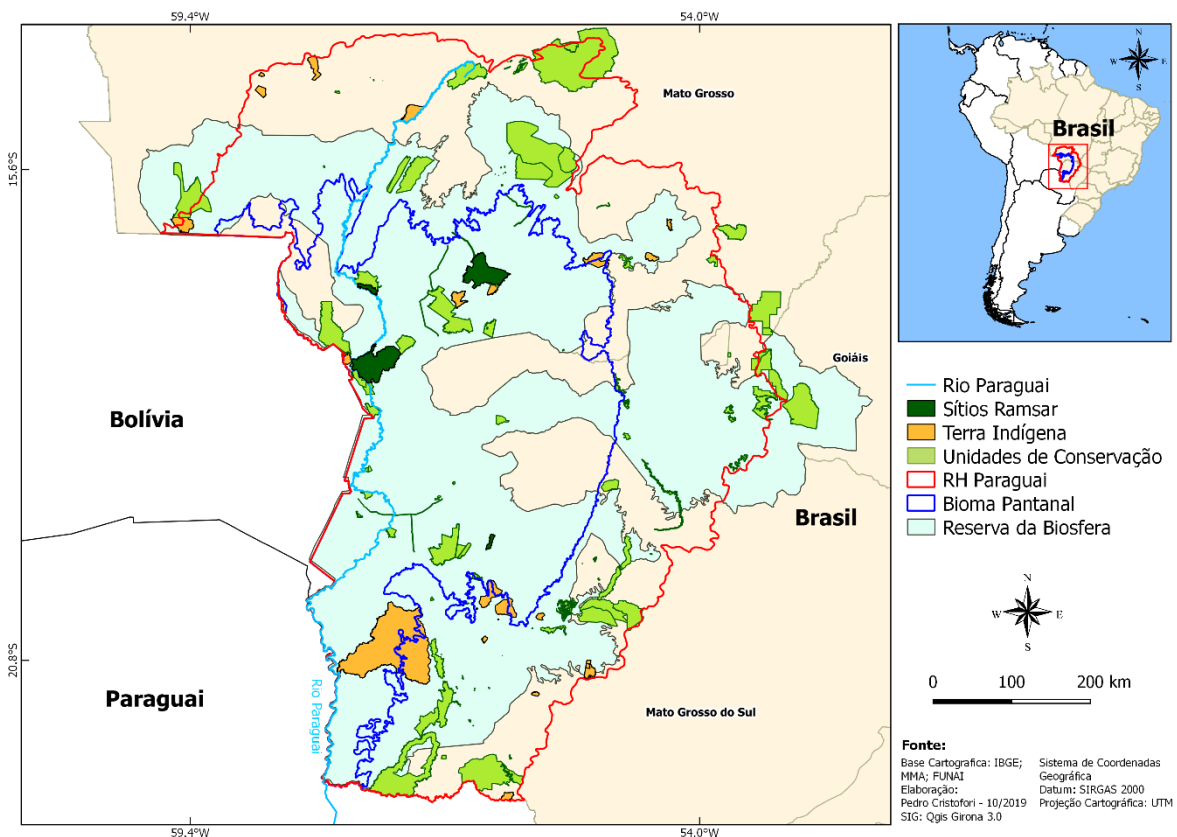 59.4°W
54.0°W
15.6°S
20.8°S
Mato Grosso
Goiáis
Bolívia
Brasil
Paraguai
Rio Paraguai
Mato Grosso do Sul
59.4°W
54.0°W
Brasil
N
W E
S
Rio Paraguai
Sítios Ramsar
Terra Indígena
Unidades de Conservação
RH Paraguai
Bioma Pantanal
Reserva da Biosfera
N
W E
S
0 100 200 km
Fonte:
Base Cartografica: IBGE;
MMA; FUNAI
Elaboração:
Pedro Cristofori - 10/2019
SIG: Qgis Girona 3.0
Sistema de Coordenadas
Geográfica
Datum: SIRGAS 2000
Projeção Cartográfica: UTM